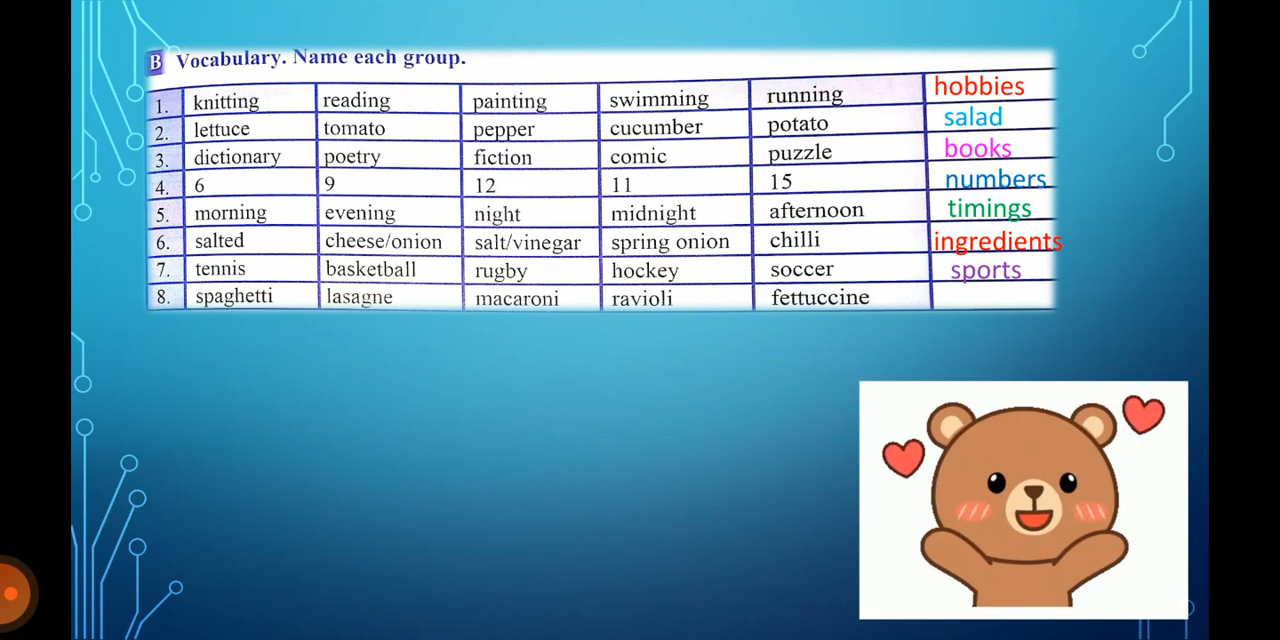 B Vocabulary. Name each group.
1. knitting reading painting swimming running hobbies
2. lettuce tomato pepper cucumber potato salad
3. dictionary poetry fiction comic puzzle books
4. 6 9 12 11 15 numbers
5. morning evening night midnight afternoon timings
6. salted cheese/onion salt/vinegar spring onion chilli ingredients
7. tennis basketball rugby hockey soccer sports
8. spaghetti lasagne macaroni ravioli fettuccine